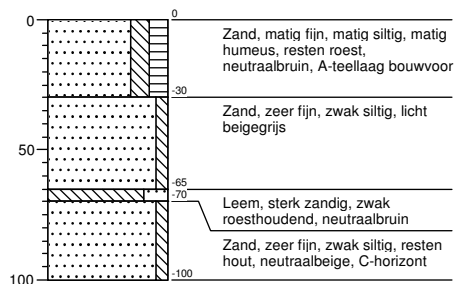 0
0
Zand, matig fijn, matig siltig, matig
humeus, resten roest,
neutraalbruin, A-teellaag bouwvoor
-30
Zand, zeer fijn, zwak siltig, licht
beigegrijs
50
-65
-70
Leem, sterk zandig, zwak
roesthoudend, neutraalbruin
Zand, zeer fijn, zwak siltig, resten
hout, neutraalbeige, C-horizont
100
-100